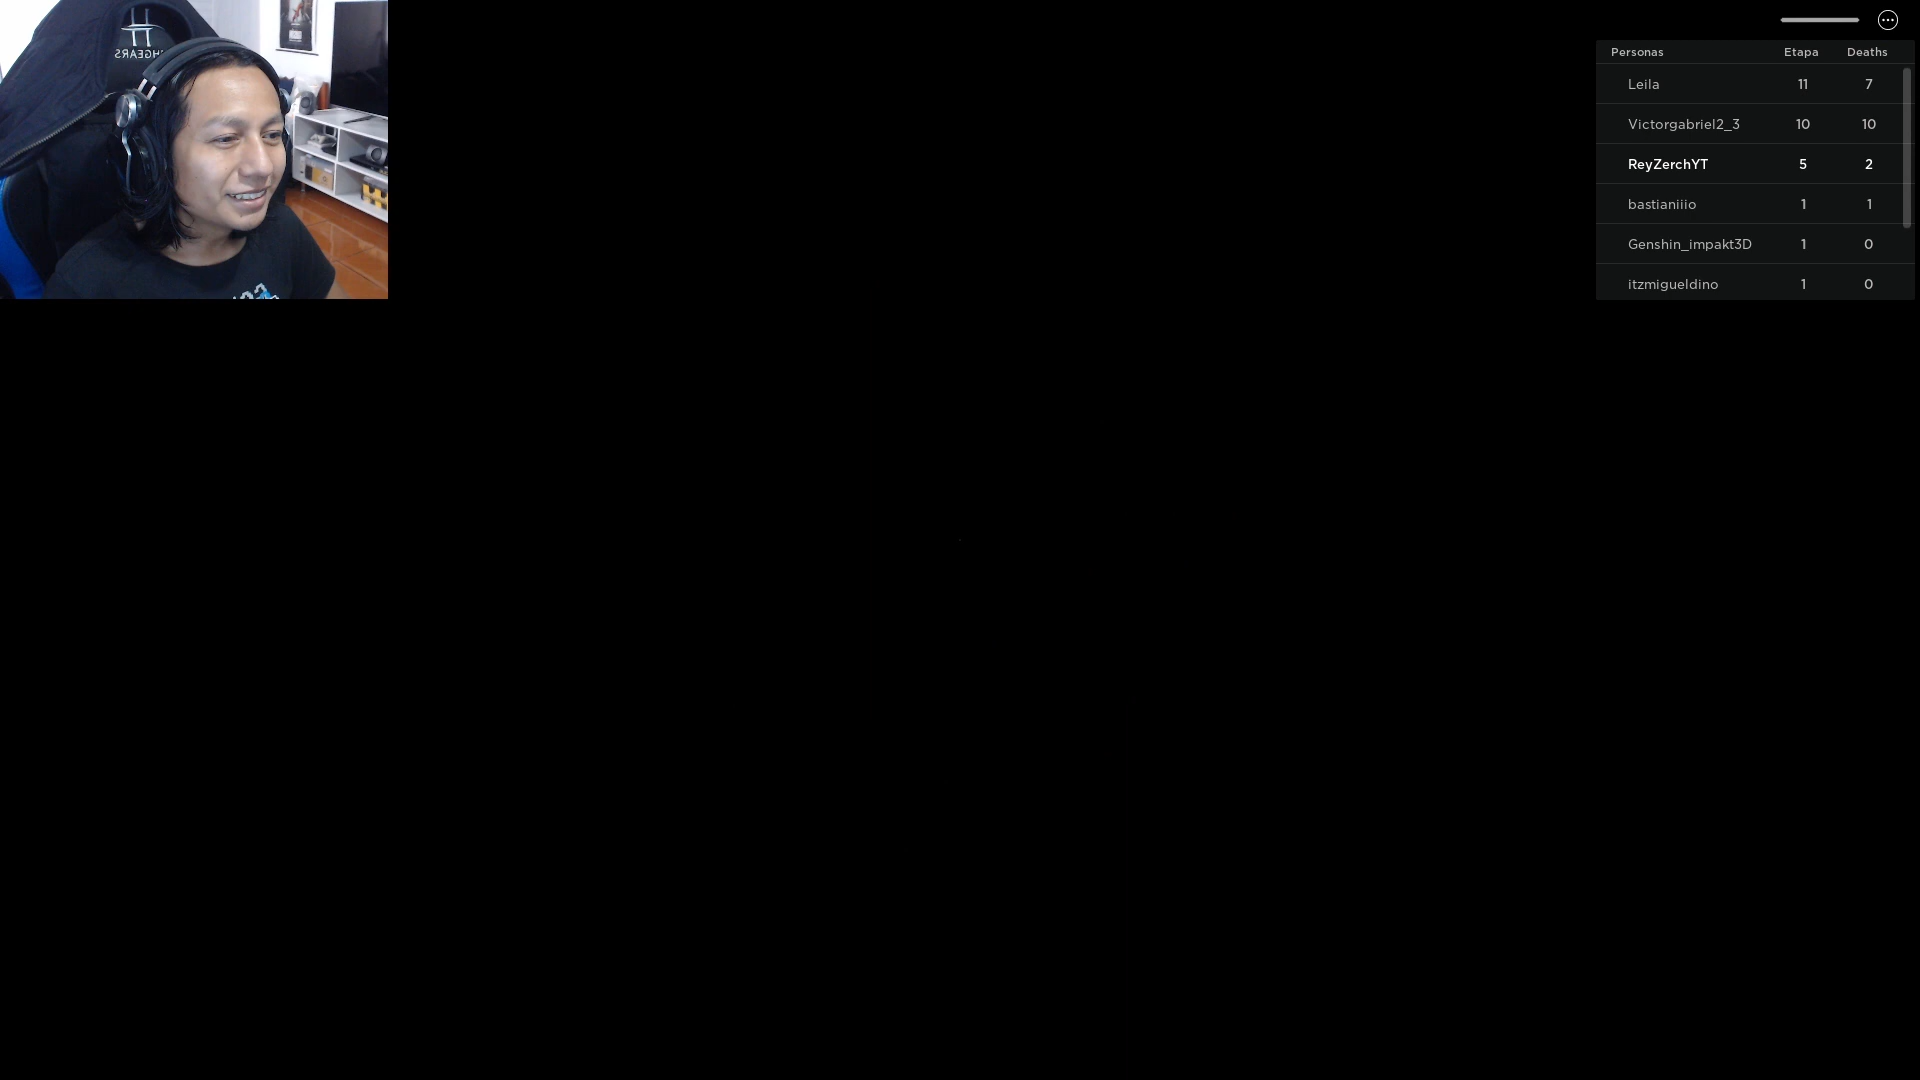 Personas Etapa Deaths
Leila 11 7
Victorgabriel2_3 10 10
ReyZerchYT 5 2
bastianiiio 1 1
Genshin_impakt3D 1 0
itzmigueldino 1 0